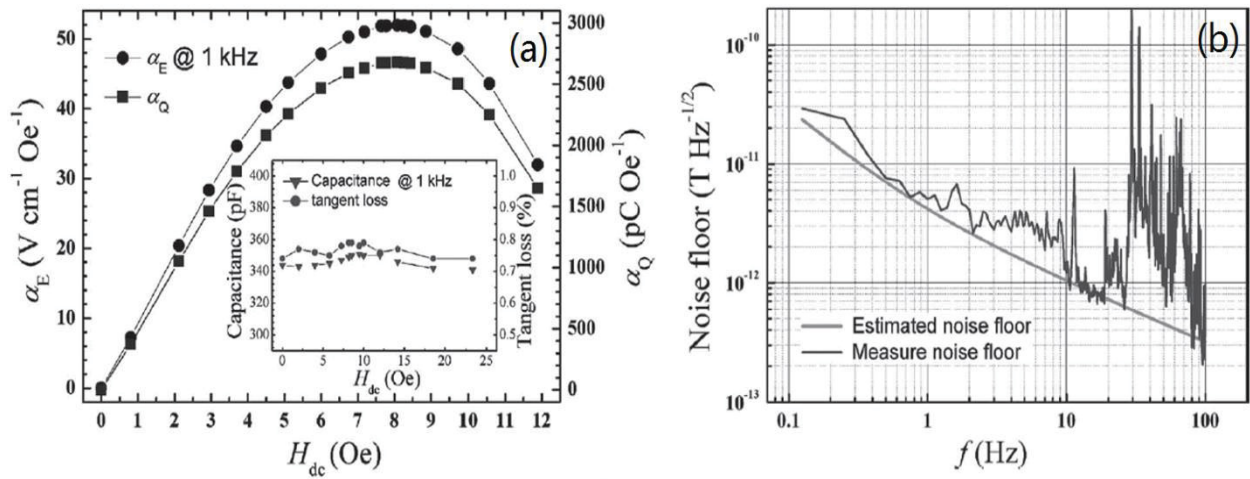 (a)
α_E @ 1 kHz
α_Q
α_E (V cm⁻¹ Oe⁻¹)
50
40
30
20
10
0
α_Q (pC Oe⁻¹)
3000
2500
2000
1500
1000
500
0
0 1 2 3 4 5 6 7 8 9 10 11 12
H_dc (Oe)
Capacitance @ 1 kHz
tangent loss
Capacitance (pF)
400
380
360
340
320
300
Tangent loss (%)
1.0
0.9
0.8
0.7
0.6
0.5
0 5 10 15 20 25
H_dc (Oe)
(b)
Noise floor (T Hz⁻¹/²)
10⁻¹⁰
10⁻¹¹
10⁻¹²
10⁻¹³
Estimated noise floor
Measure noise floor
0.1 1 10 100
f (Hz)